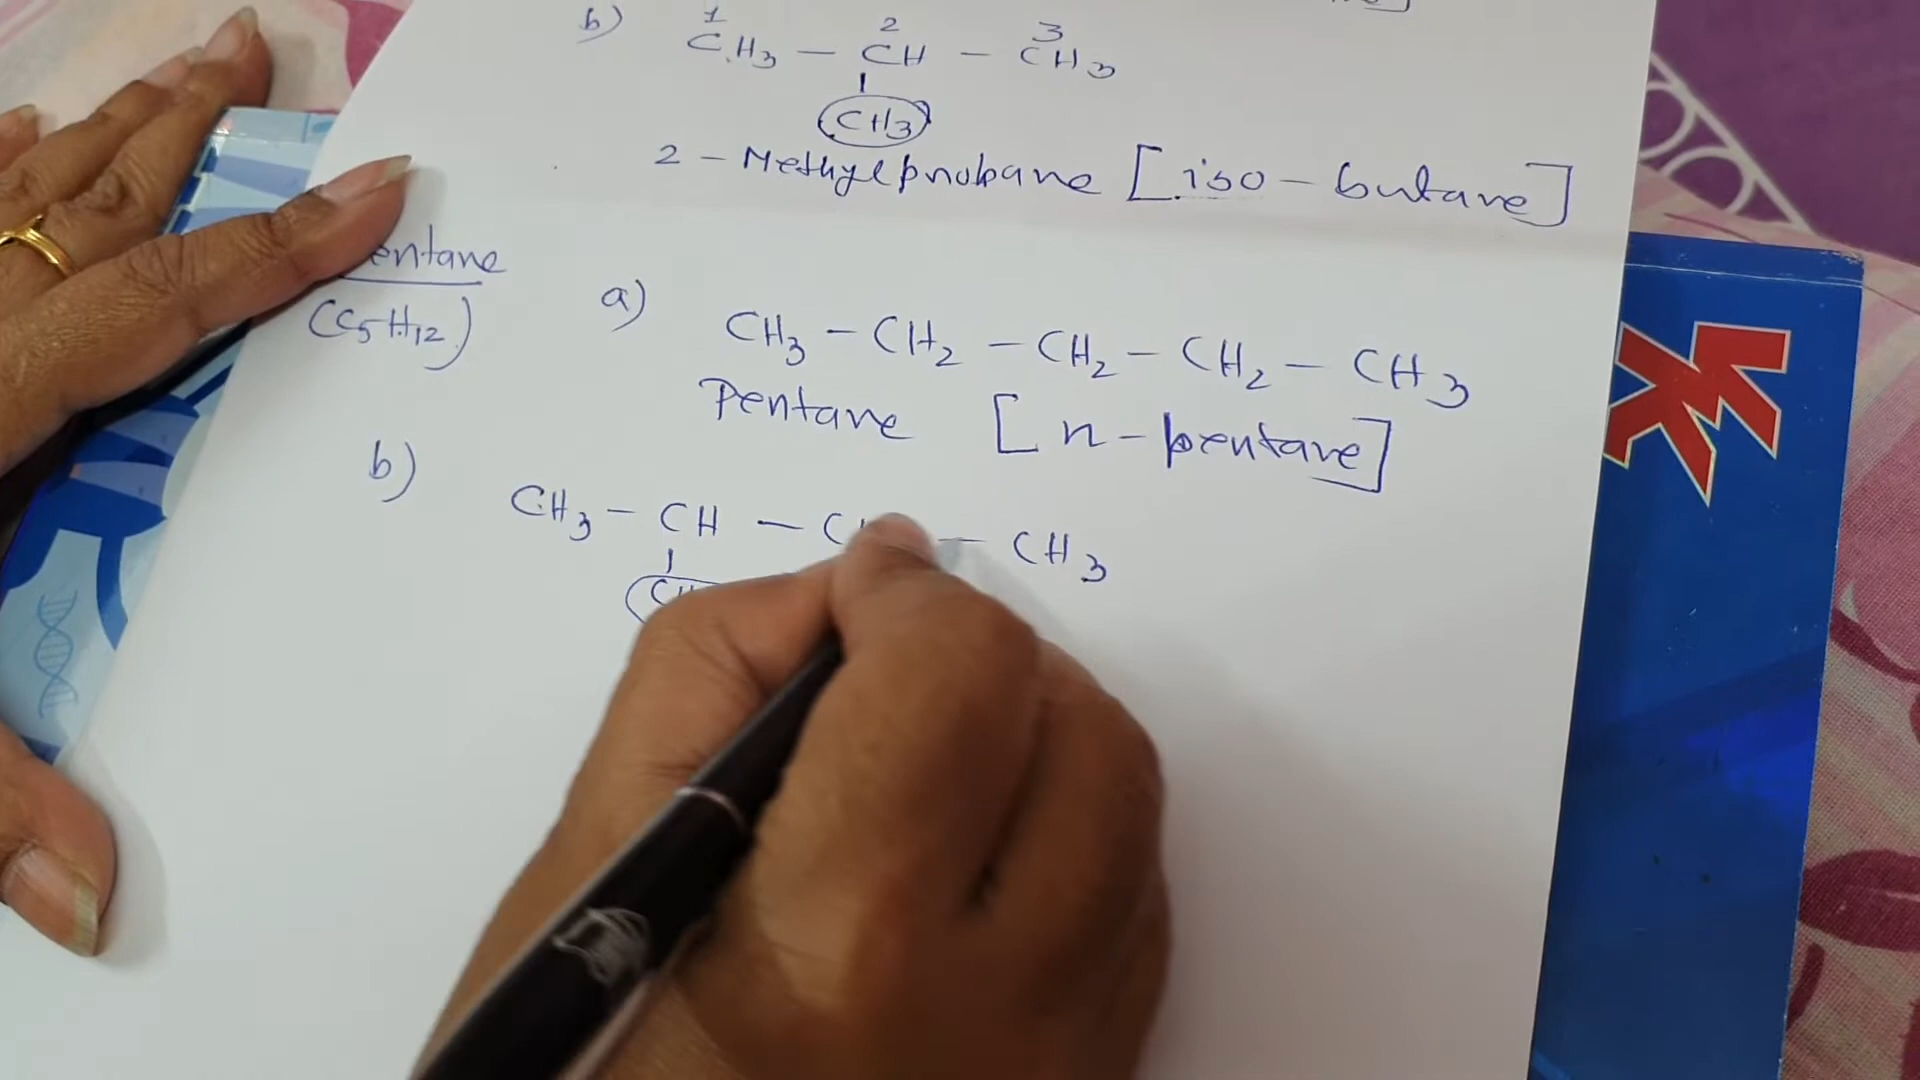 b) 1 2 3
CH3 - CH - CH3
|
CH3
2 - Methylpropane [iso - butane]
entane
(C5H12)
a) CH3 - CH2 - CH2 - CH2 - CH3
Pentane [n - pentane]
b) CH3 - CH - C - CH3
|